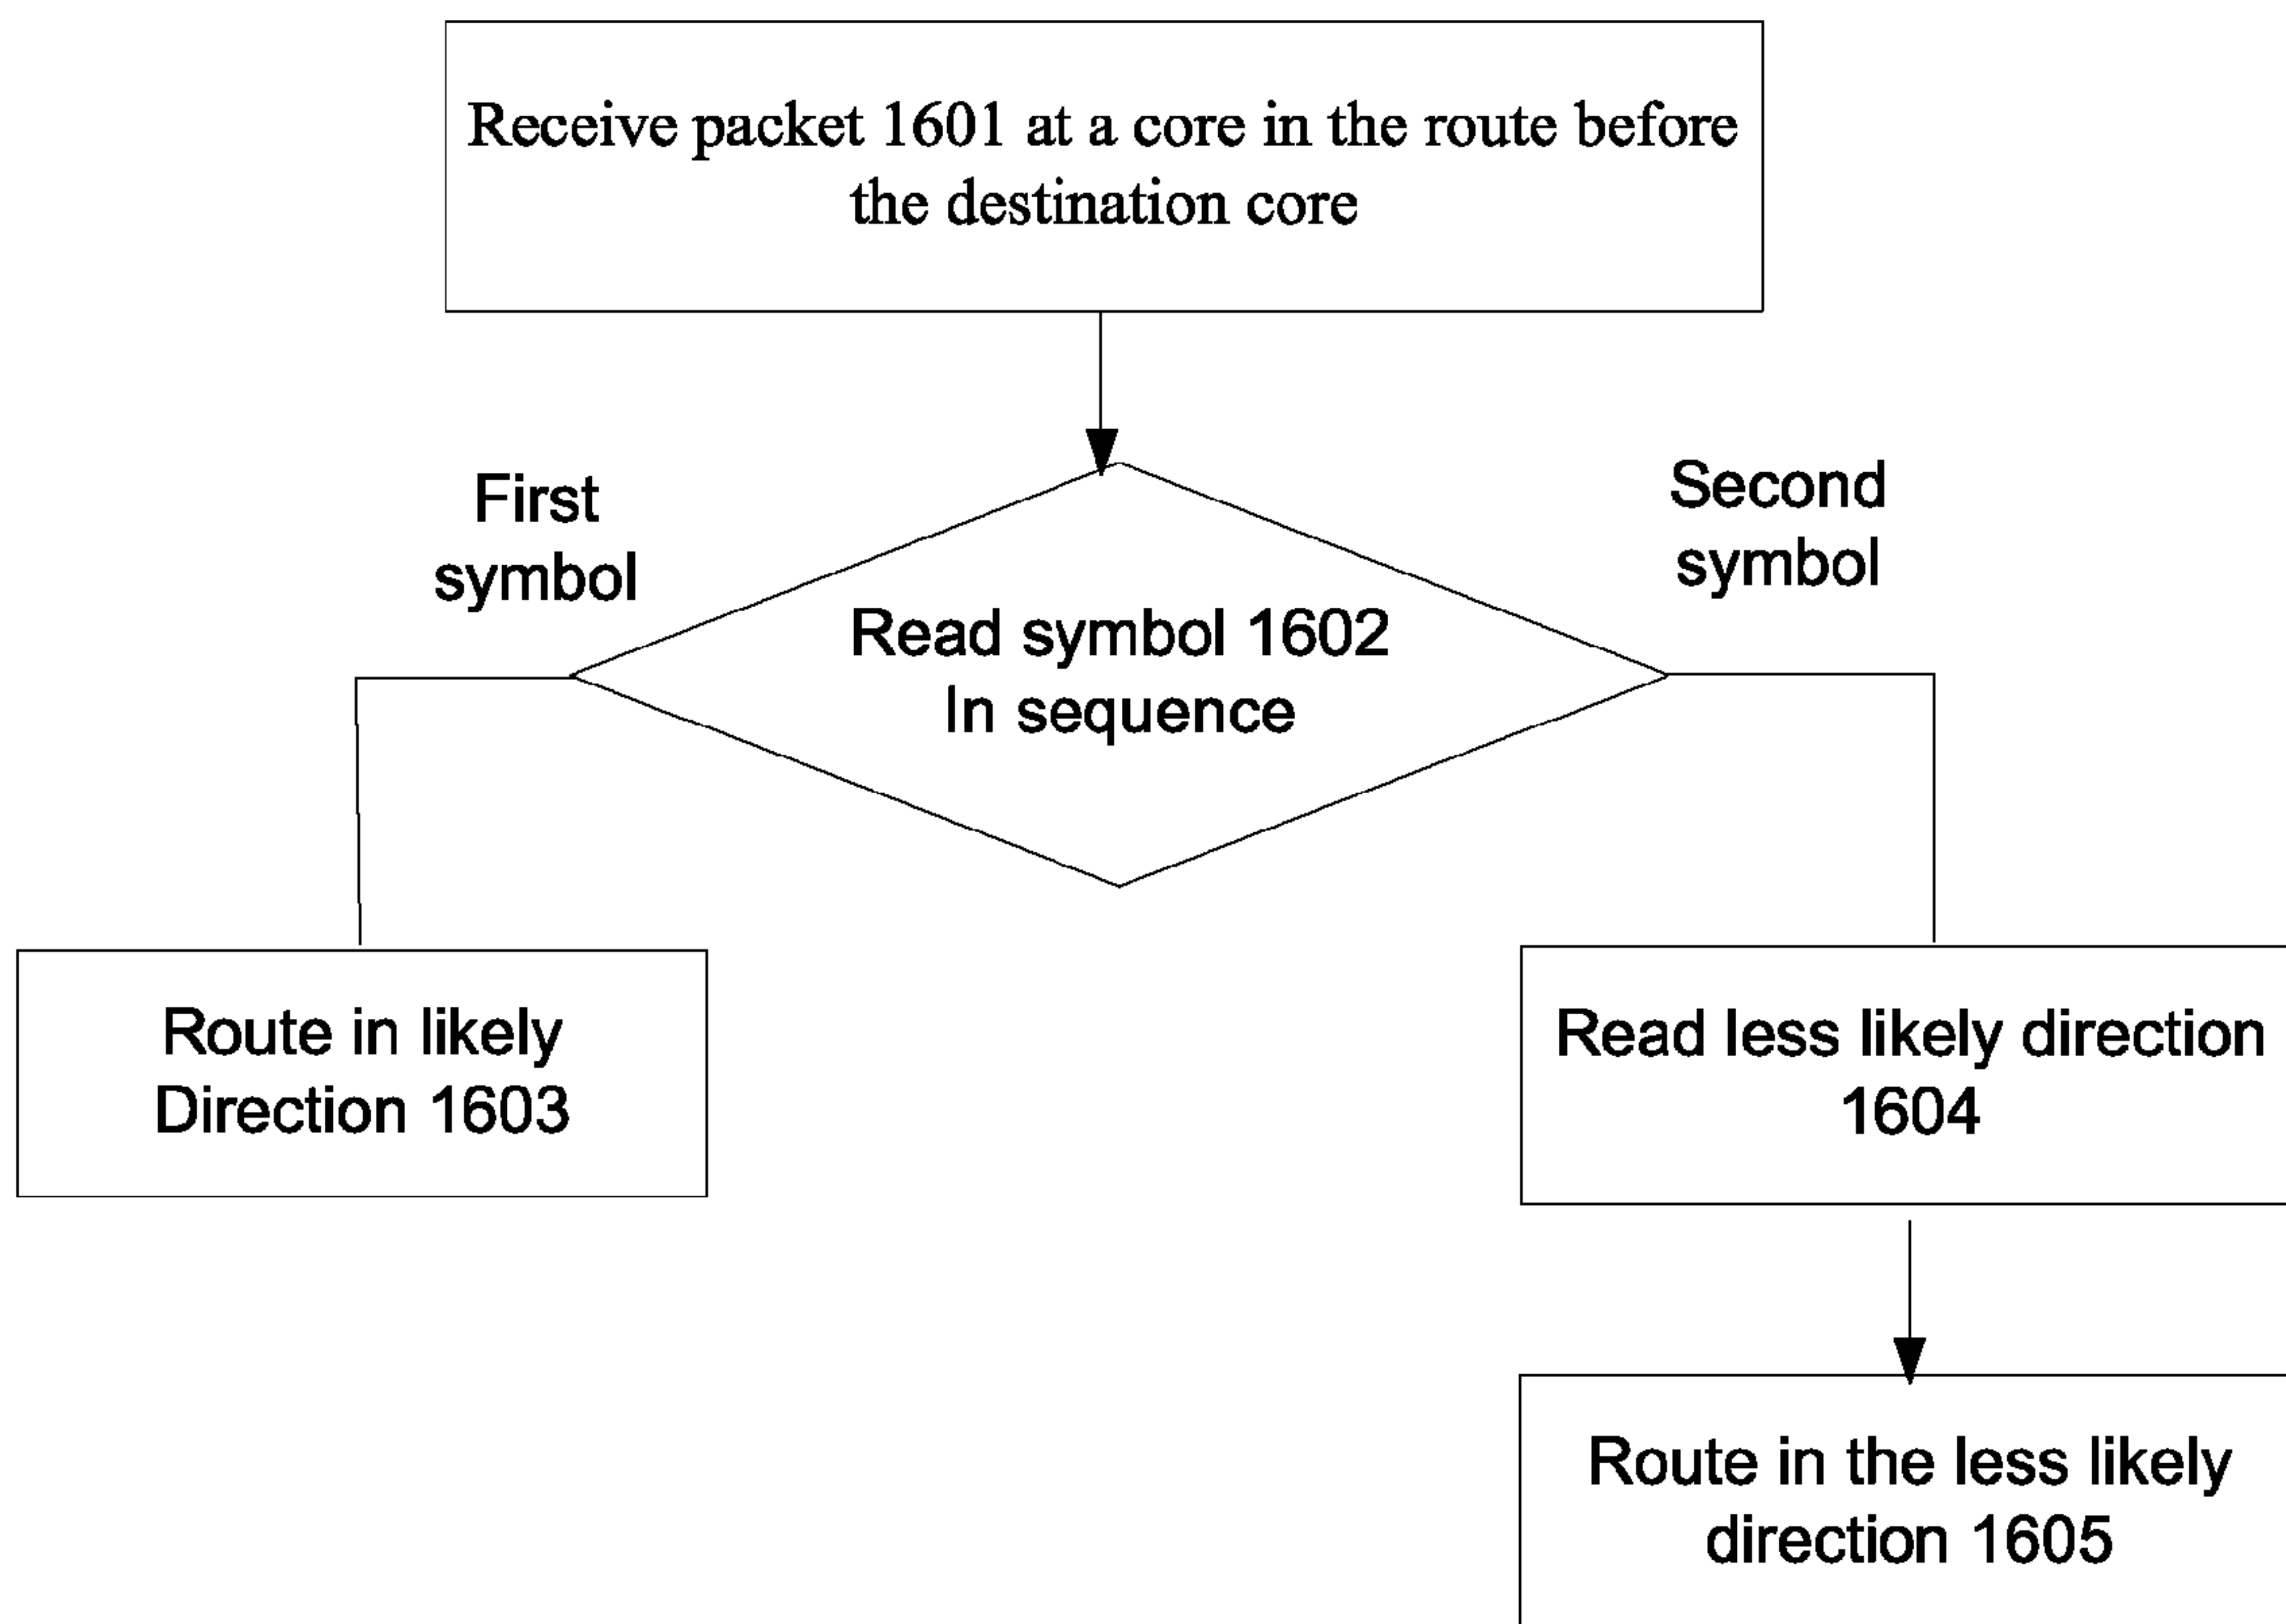 Receive packet 1601 at a core in the route before
the destination core
First
symbol
Second
symbol
Read symbol 1602
In sequence
Route in likely
Direction 1603
Read less likely direction
1604
Route in the less likely
direction 1605